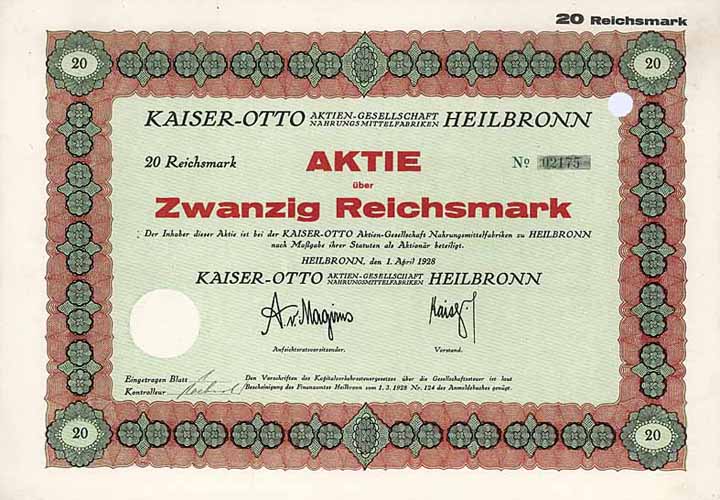 20 Reichsmark
20 20
KAISER-OTTO AKTIEN-GESELLSCHAFT NAHRUNGSMITTELFABRIKEN HEILBRONN
20 Reichsmark AKTIE No 02175
über
Zwanzig Reichsmark
Der Inhaber dieser Aktie ist bei der KAISER-OTTO Aktien-Gesellschaft Nahrungsmittelfabriken zu HEILBRONN
nach Maßgabe ihrer Statuten als Aktionär beteiligt.
HEILBRONN, den 1. April 1928
KAISER-OTTO AKTIEN-GESELLSCHAFT NAHRUNGSMITTELFABRIKEN HEILBRONN
A. v. Magirus
Aufsichtsratsvorsitzender. Vorstand.
Eingetragen Blatt Den Vorschriften des Kapitalverkehrssteuergesetzes über die Gesellschaftssteuer ist laut
Kontrolleur Bescheinigung des Finanzamtes Heilbronn vom 1. 3. 1928 Nr. 124 des Anmeldebuches genügt.
20 20